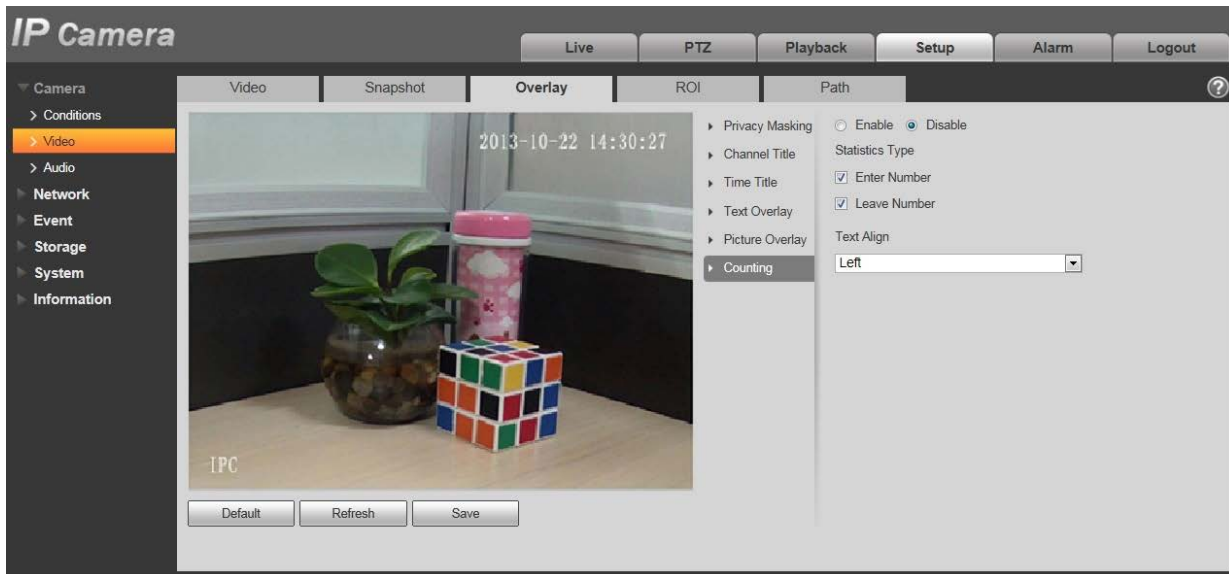 IP Camera
Live PTZ Playback Setup Alarm Logout
Camera
Conditions
Video
Audio
Network
Event
Storage
System
Information
Video Snapshot Overlay ROI Path
?
2013-10-22 14:30:27
IPC
Default Refresh Save
Privacy Masking
Channel Title
Time Title
Text Overlay
Picture Overlay
Counting
Enable Disable
Statistics Type
Enter Number
Leave Number
Text Align
Left